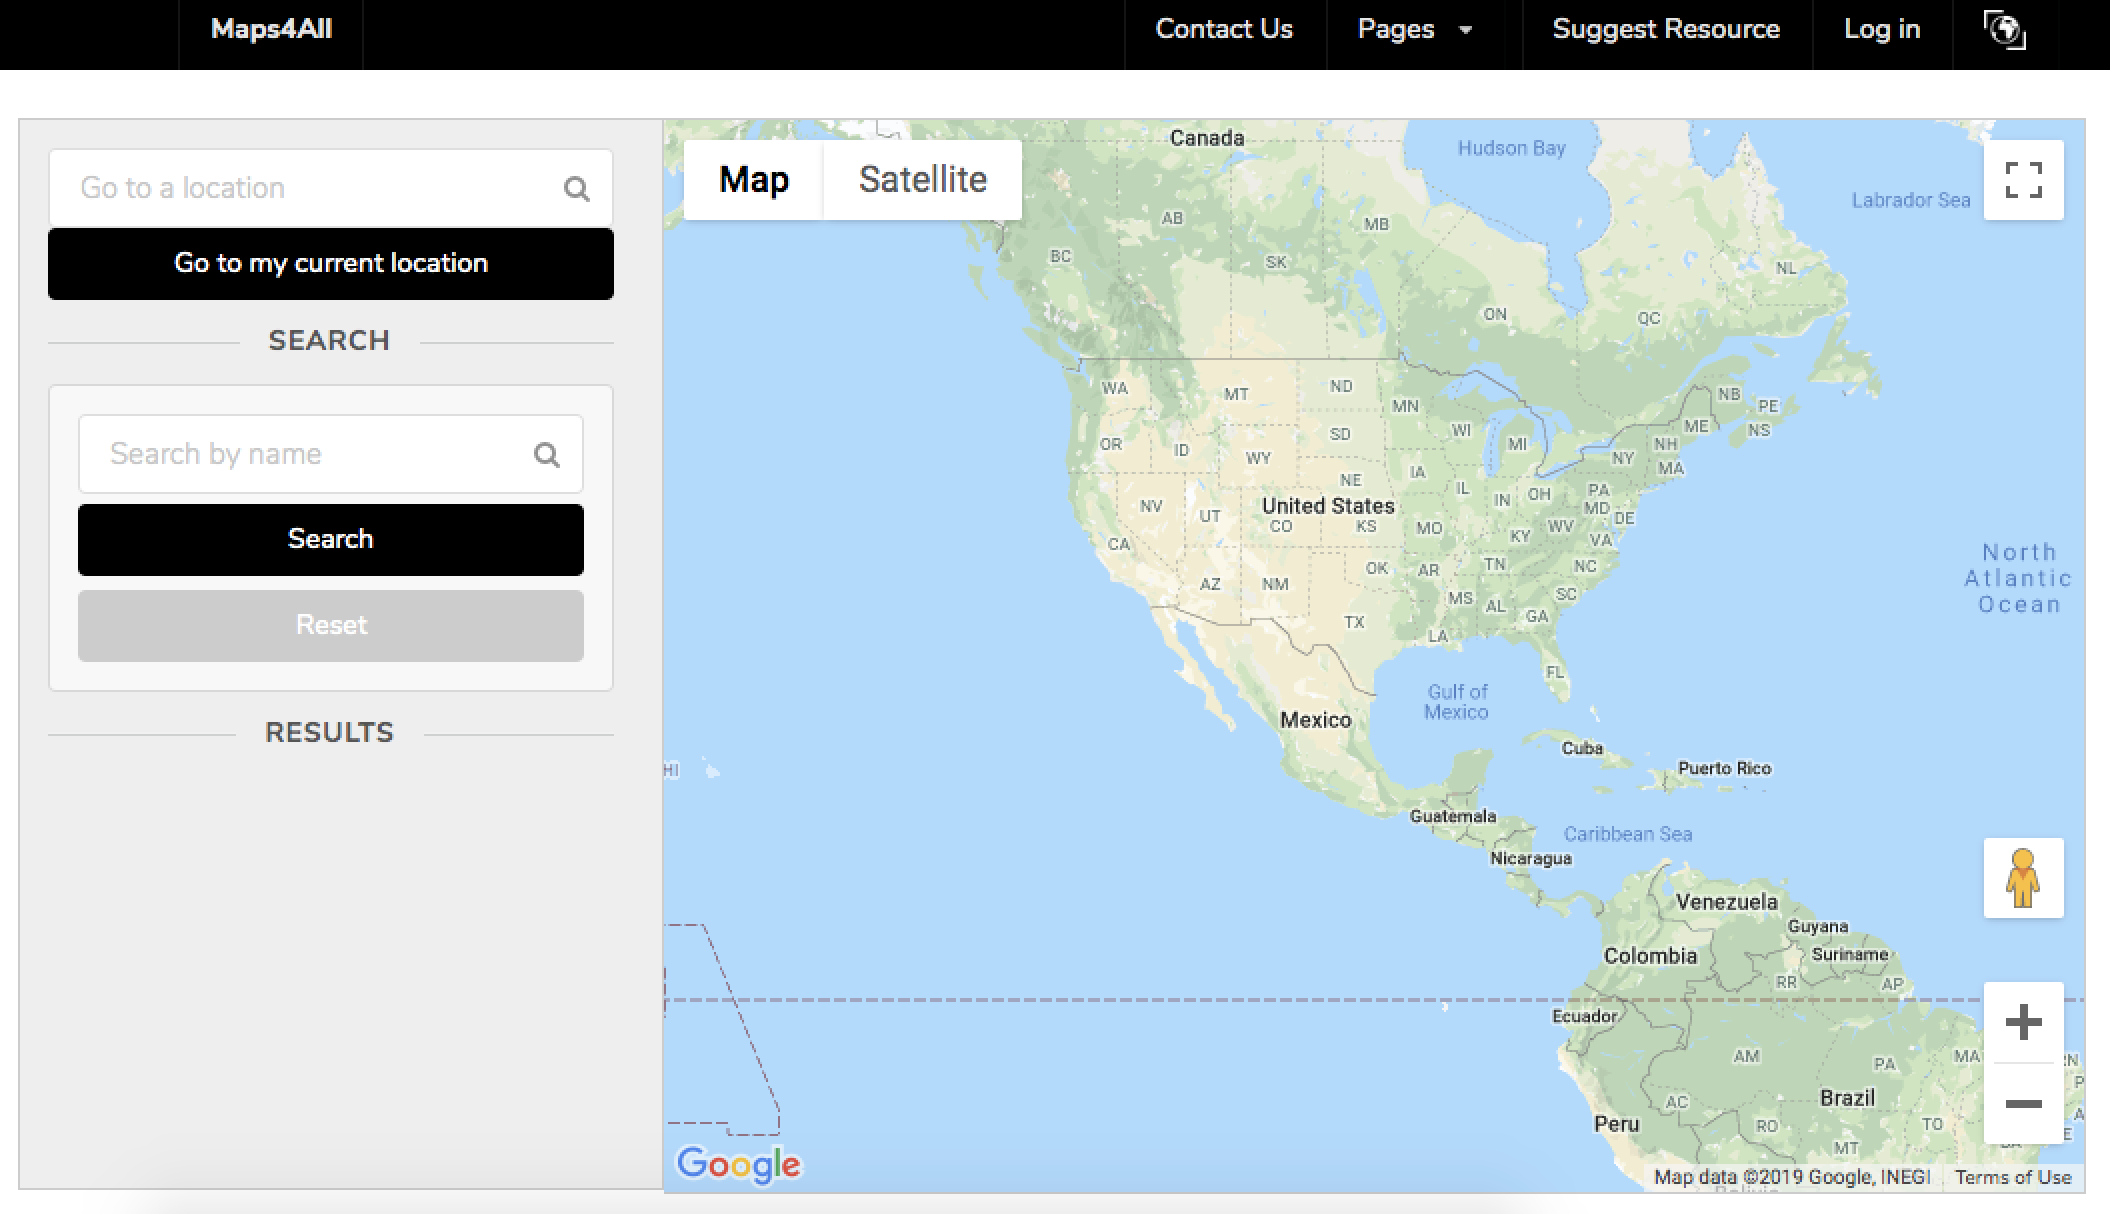 Maps4All
Contact Us
Pages
Suggest Resource
Log in
Go to a location
Go to my current location
SEARCH
Search by name
Search
Reset
RESULTS
Map
Satellite
Canada
Hudson Bay
Labrador Sea
AB
MB
BC
SK
NL
ON
QC
WA
MT
ND
MN
NB
PE
OR
ID
SD
WI
MI
ME
NS
WY
NH
NY
MA
IA
NE
IL
IN
OH
PA
NV
UT
United States
MD
DE
CO
KS
MO
KY
WV
VA
CA
North
Atlantic
Ocean
AZ
NM
OK
AR
TN
NC
MS
AL
SC
GA
TX
LA
FL
Gulf of
Mexico
Mexico
Cuba
HI
Puerto Rico
Guatemala
Caribbean Sea
Nicaragua
Venezuela
Guyana
Colombia
Suriname
RR
AP
Ecuador
AM
PA
MA
AC
Brazil
Peru
RO
TO
MT
Google
Map data ©2019 Google, INEGI
Terms of Use